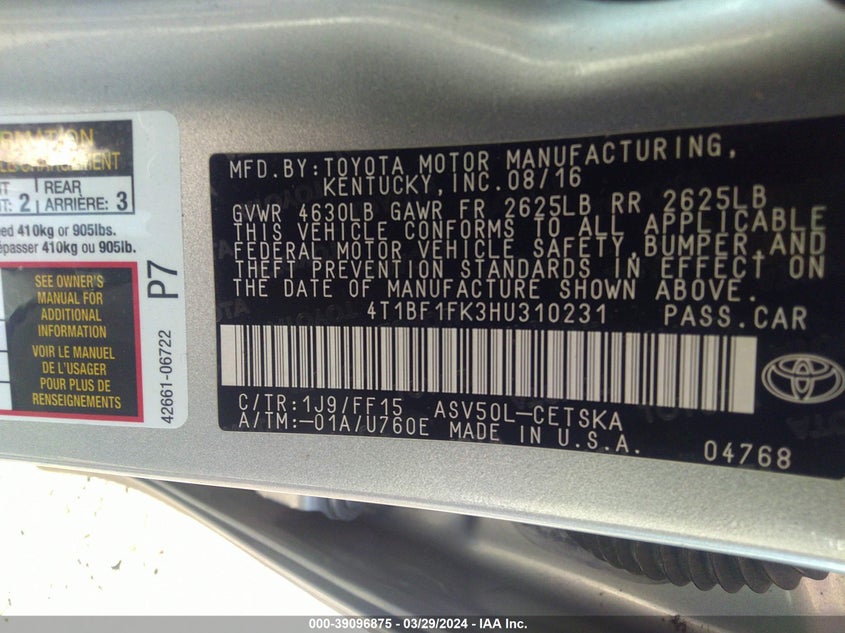 RMATION
REAR
: 2 ARRIÈRE: 3
410kg or 905lbs.
410kg ou 905lb.
SEE OWNER'S
MANUAL FOR
ADDITIONAL
INFORMATION
VOIR LE MANUEL
DE L'USAGER
POUR PLUS DE
RENSEIGNEMENTS
P7
42661-06722
MFD.BY:TOYOTA MOTOR MANUFACTURING,
KENTUCKY,INC.08/16
GVWR 4630LB GAWR FR 2625LB RR 2625LB
THIS VEHICLE CONFORMS TO ALL APPLICABLE
FEDERAL MOTOR VEHICLE SAFETY,BUMPER,AND
THEFT PREVENTION STANDARDS IN EFFECT ON
THE DATE OF MANUFACTURE SHOWN ABOVE.
4T1BF1FK3HU310231 PASS.CAR
C/TR:1J9/FF15 ASV50L-CETSKA
A/TM:-01A/U760E MADE IN U.S.A.
04768
000-39096875 - 03/29/2024 - IAA Inc.